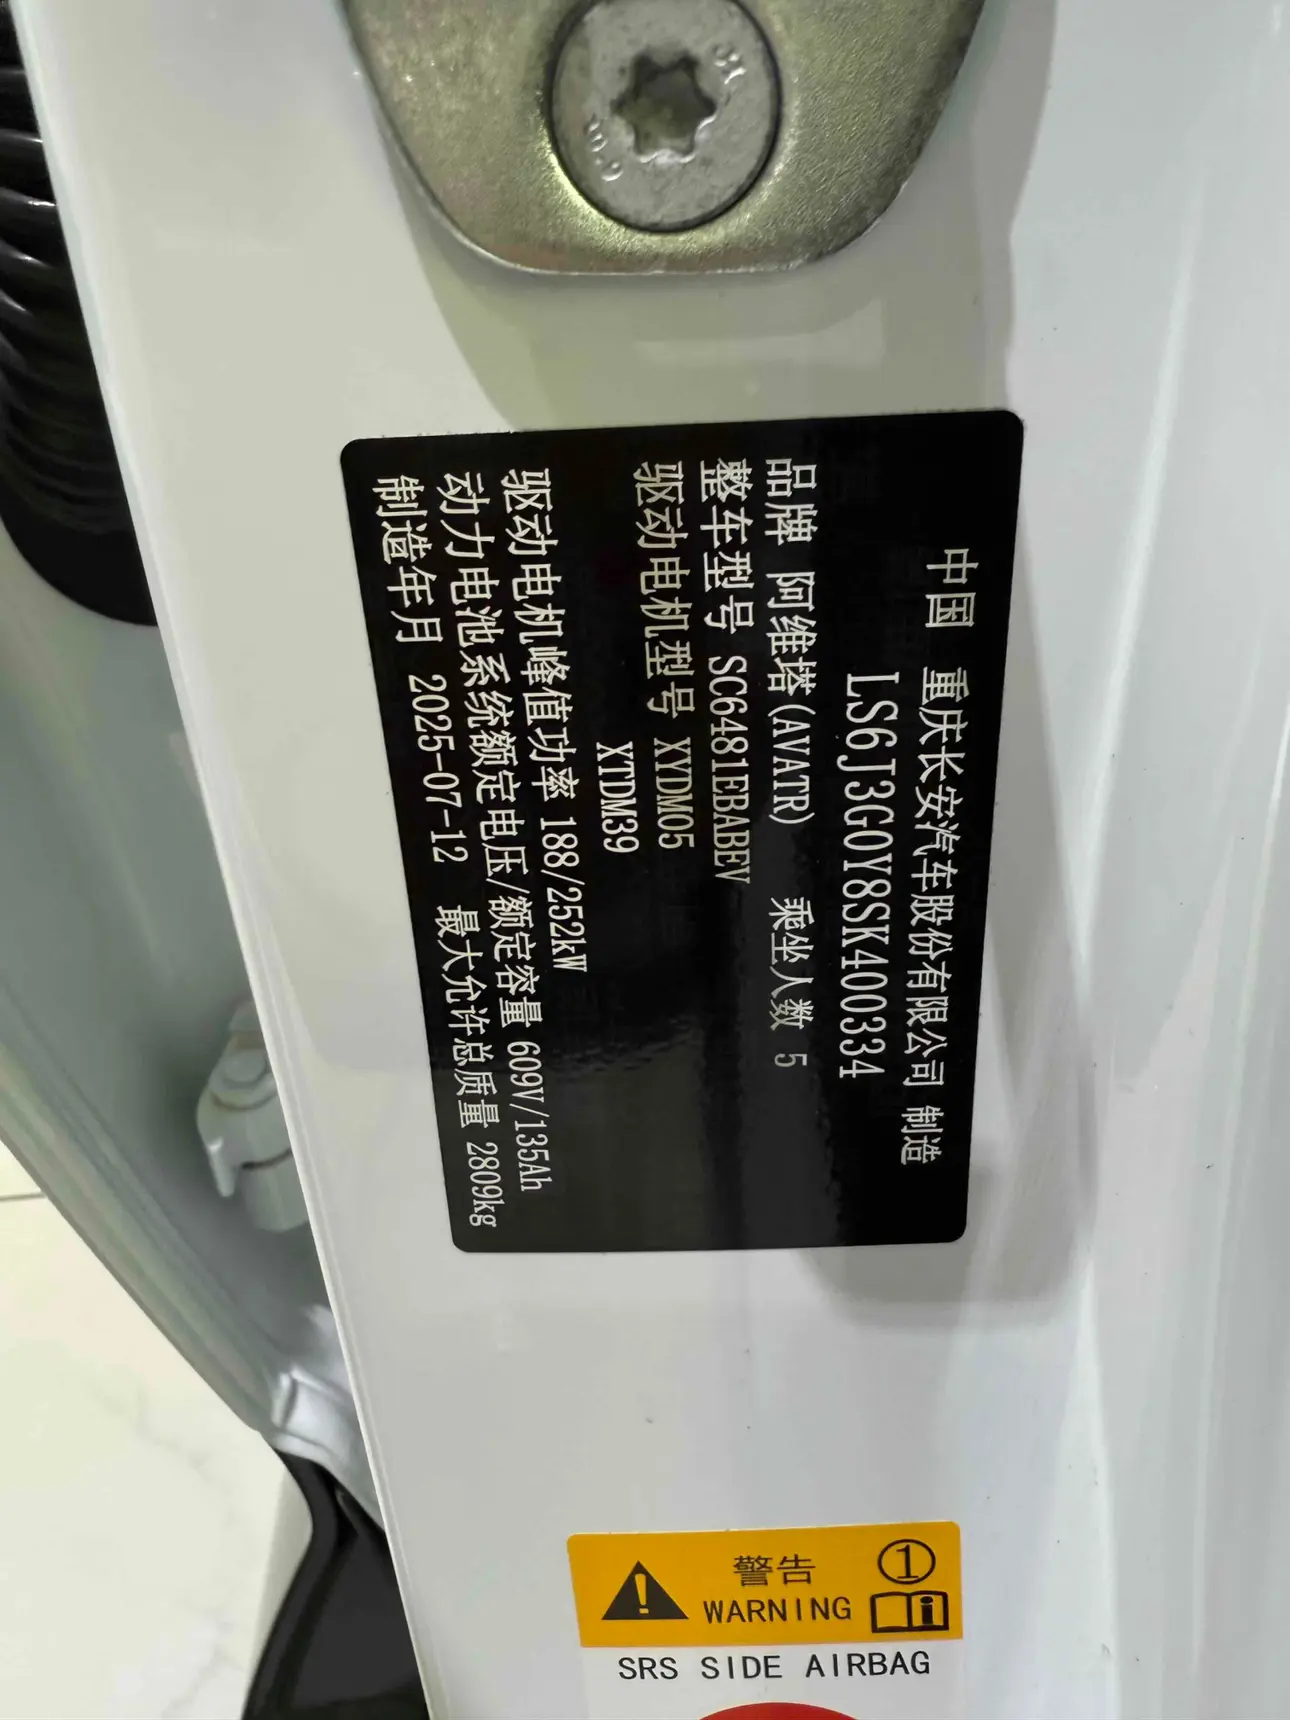 10.9
中国 重庆长安汽车股份有限公司 制造
LS6J3G0Y8SK400334
品牌 阿维塔(AVATR) 乘坐人数 5
整车型号 SC6481EBABEV
驱动电机型号 XYDM05
XTDM39
驱动电机峰值功率 188/252kW
动力电池系统额定电压/额定容量 609V/135Ah
制造年月 2025-07-12 最大允许总质量 2809kg
警告 ①
WARNING
SRS SIDE AIRBAG